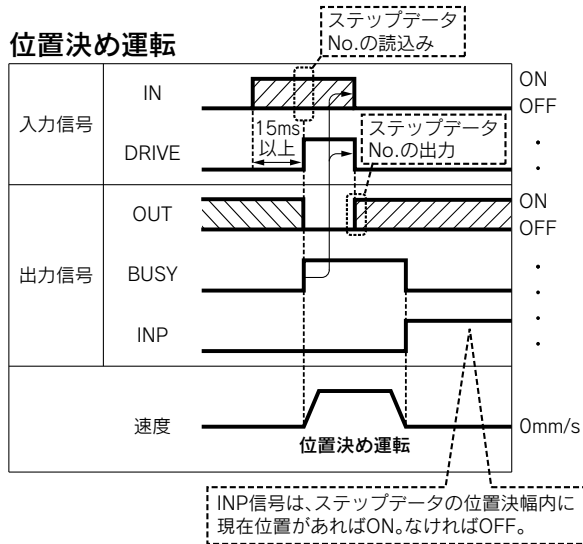 位置決め運転
ステップデータ
No.の読込み
入力信号
IN
ON
OFF
15ms
以上
DRIVE
ステップデータ
No.の出力
出力信号
OUT
ON
OFF
BUSY
INP
速度
0mm/s
位置決め運転
INP信号は、ステップデータの位置決幅内に
現在位置があればON。なければOFF。